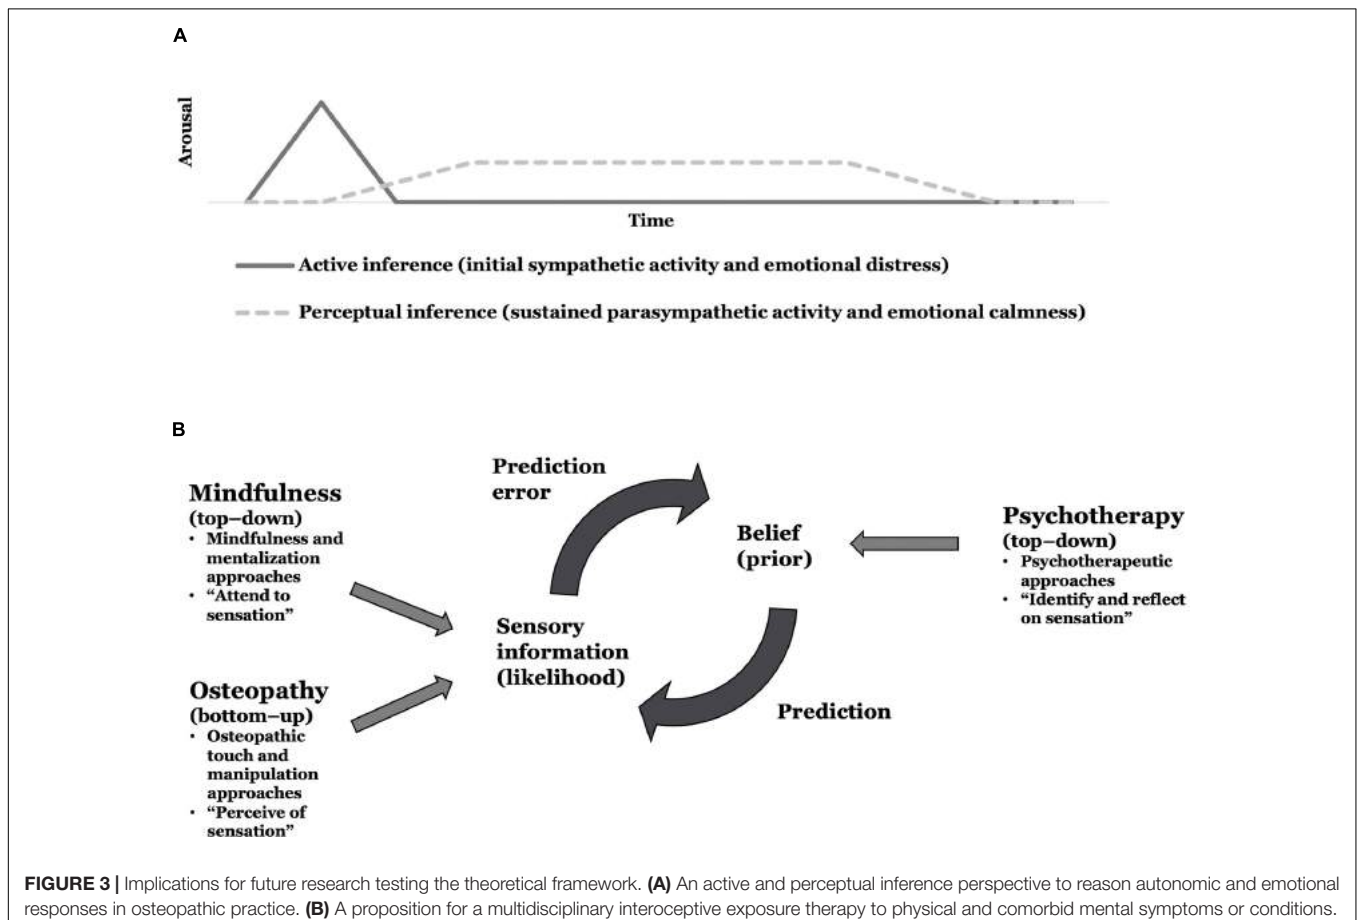 A
Arousal
Time
Active inference (initial sympathetic activity and emotional distress)
Perceptual inference (sustained parasympathetic activity and emotional calmness)
B
Mindfulness
(top–down)
• Mindfulness and
mentalization
approaches
• “Attend to
sensation”
Osteopathy
(bottom–up)
• Osteopathic
touch and
manipulation
approaches
• “Perceive of
sensation”
Prediction
error
Sensory
information
(likelihood)
Belief
(prior)
Prediction
Psychotherapy
(top–down)
• Psychotherapeutic
approaches
• “Identify and reflect
on sensation”
FIGURE 3 | Implications for future research testing the theoretical framework. (A) An active and perceptual inference perspective to reason autonomic and emotional
responses in osteopathic practice. (B) A proposition for a multidisciplinary interoceptive exposure therapy to physical and comorbid mental symptoms or conditions.